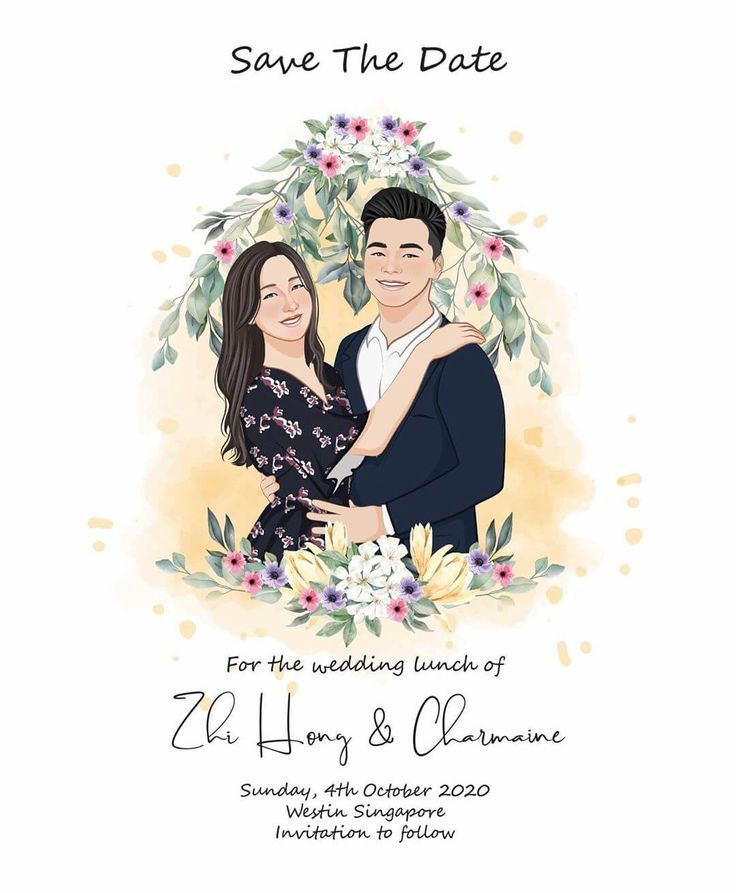 Save The Date
For the wedding lunch of
Zhi Hong & Charmaine
Sunday, 4th October 2020
Westin Singapore
Invitation to follow